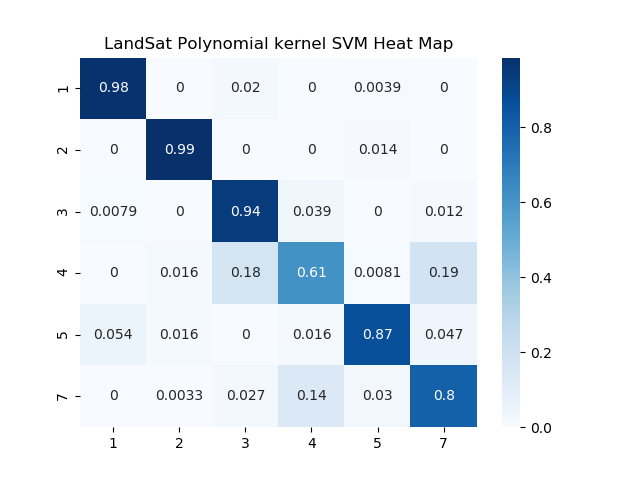 LandSat Polynomial kernel SVM Heat Map
1 0.98 0 0.02 0 0.0039 0
2 0 0.99 0 0 0.014 0
3 0.0079 0 0.94 0.039 0 0.012
4 0 0.016 0.18 0.61 0.0081 0.19
5 0.054 0.016 0 0.016 0.87 0.047
7 0 0.0033 0.027 0.14 0.03 0.8
1 2 3 4 5 7
0.8
0.6
0.4
0.2
0.0